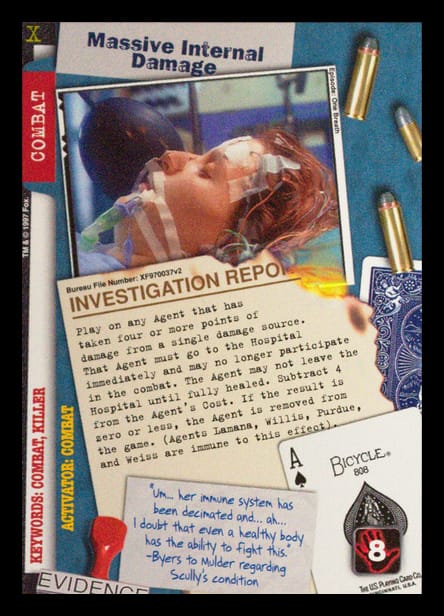 X
Massive Internal
Damage
COMBAT
Episode: One Breath
TM & © 1997 Fox.
Bureau File Number: XF970037v2
INVESTIGATION REPO
Play on any Agent that has
taken four or more points of
damage from a single damage source.
That Agent must go to the Hospital
immediately and may no longer participate
in the combat. The Agent may not leave the
Hospital until fully healed. Subtract 4
from the Agent's Cost. If the result is
zero or less, the Agent is removed from
the game. (Agents Lamana, Willis, Purdue,
and Weiss are immune to this effect).
KEYWORDS: COMBAT, KILLER
ACTIVATOR: COMBAT
A
BICYCLE®
808
"Um... her immune system has
been decimated... and... ah...
I doubt that even a healthy body
has the ability to fight this."
-Byers to Mulder regarding
Scully's condition
8
THE U.S. PLAYING CARD CO.
CINCINNATI, U.S.A.
EVIDENCE